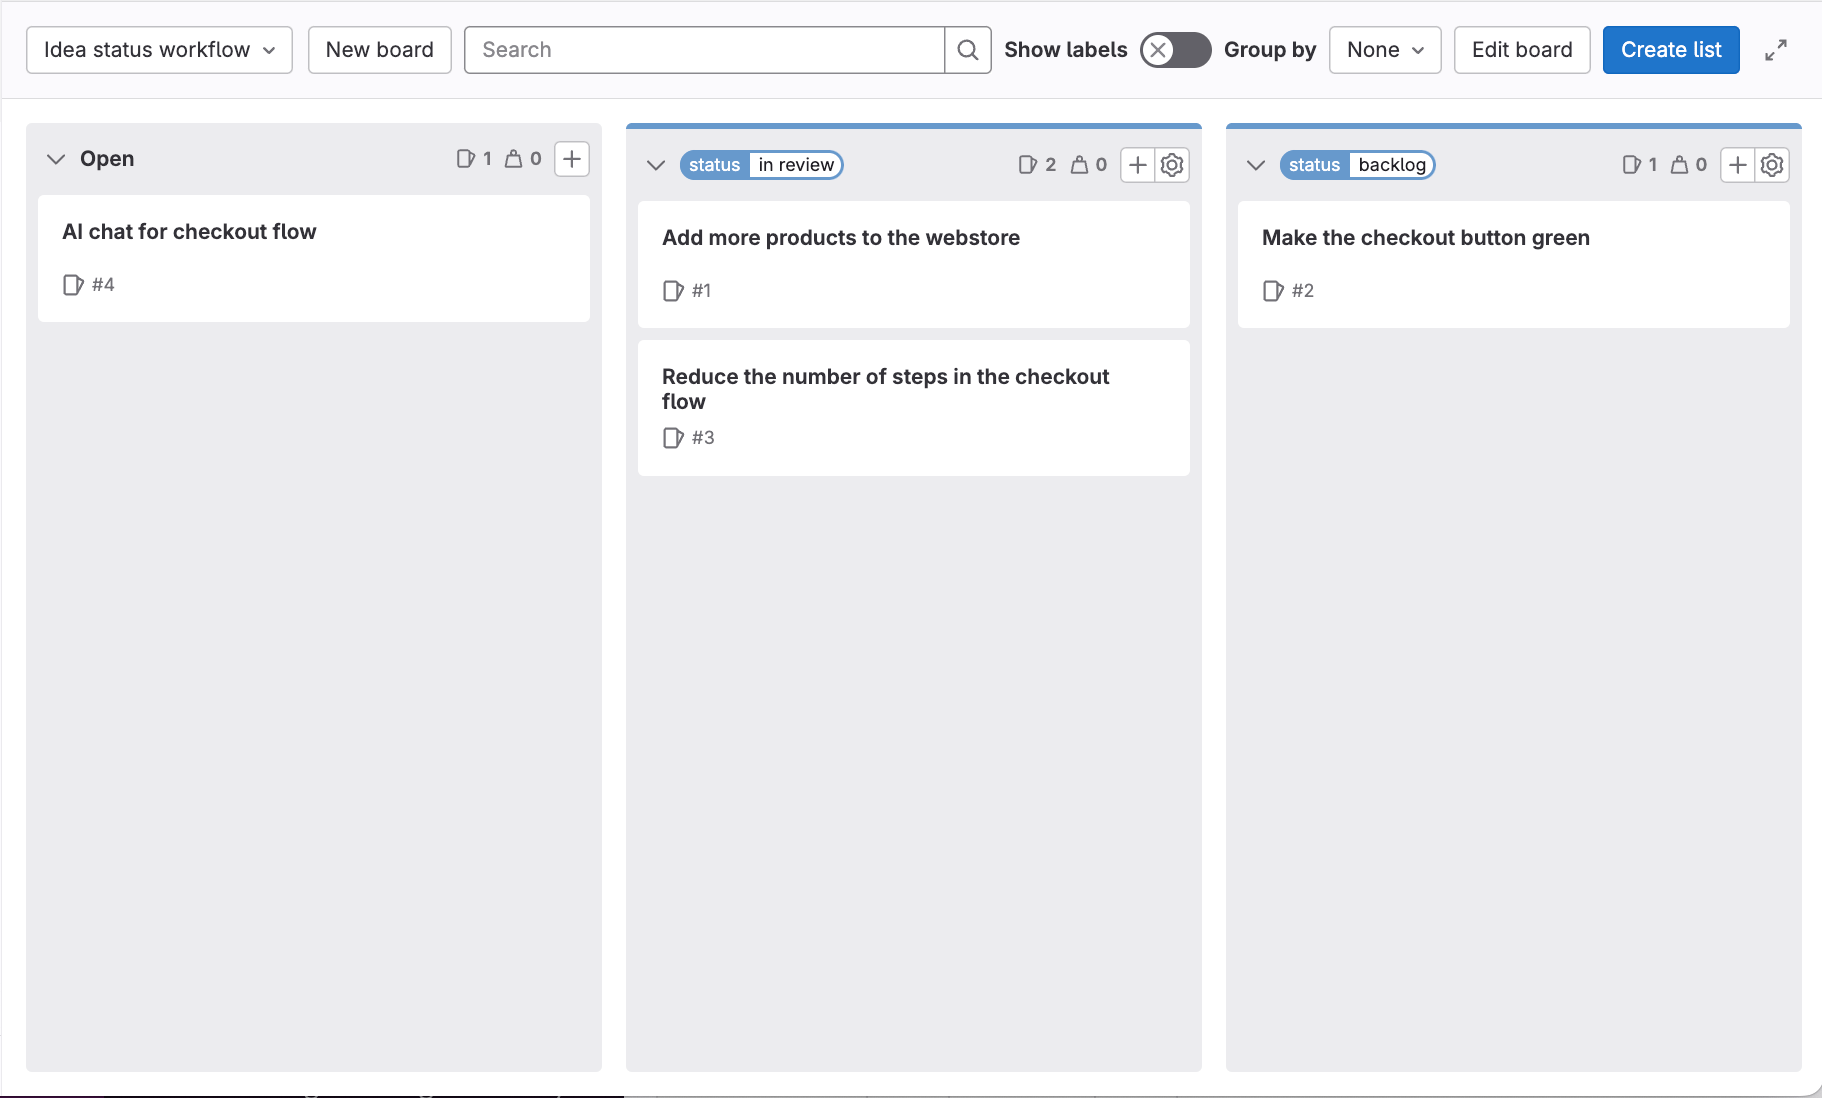 Idea status workflow New board Search Show labels Group by None Edit board Create list
Open 1 0
AI chat for checkout flow
#4
status in review 2 0
Add more products to the webstore
#1
Reduce the number of steps in the checkout
flow
#3
status backlog 1 0
Make the checkout button green
#2